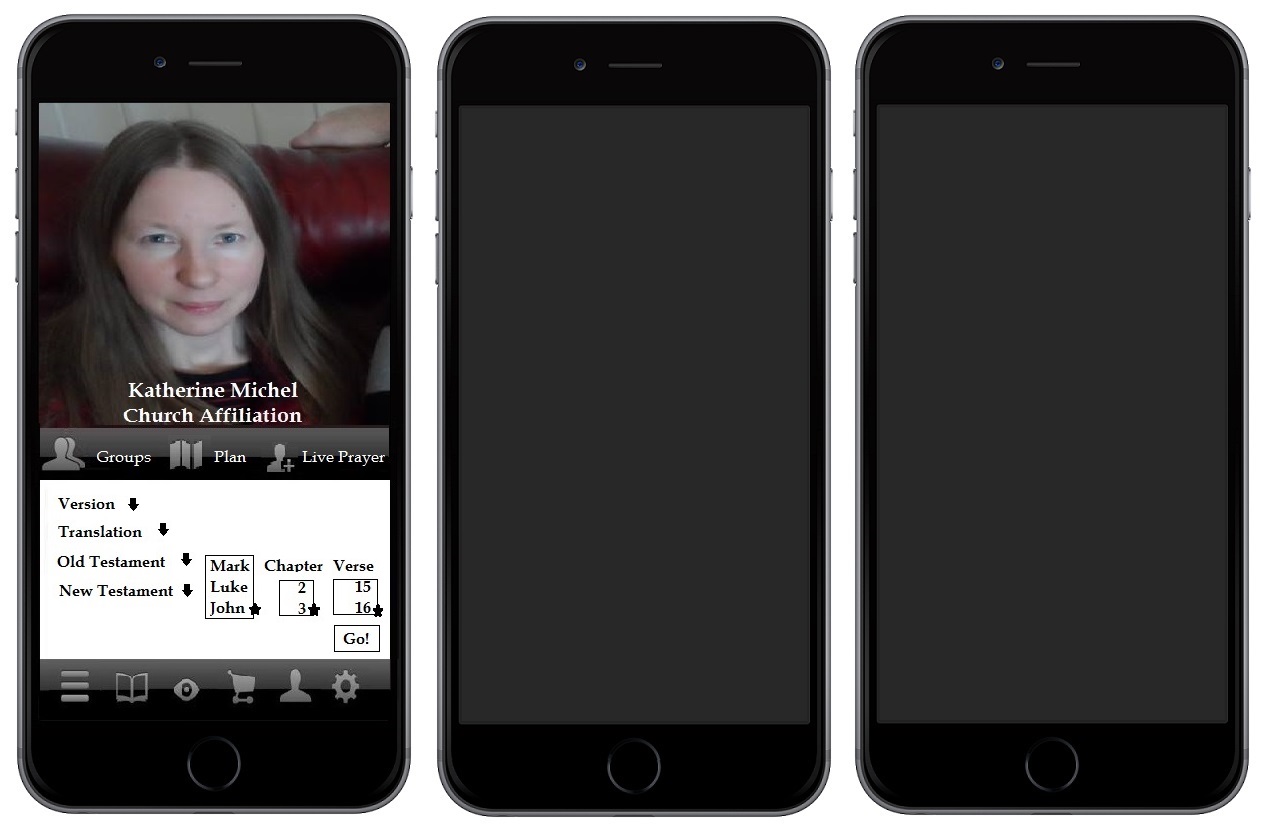 Katherine Michel
Church Affiliation
Groups Plan Live Prayer
Version
Translation
Old Testament Mark Chapter Verse
New Testament Luke 2 15
John 3 16
Go!